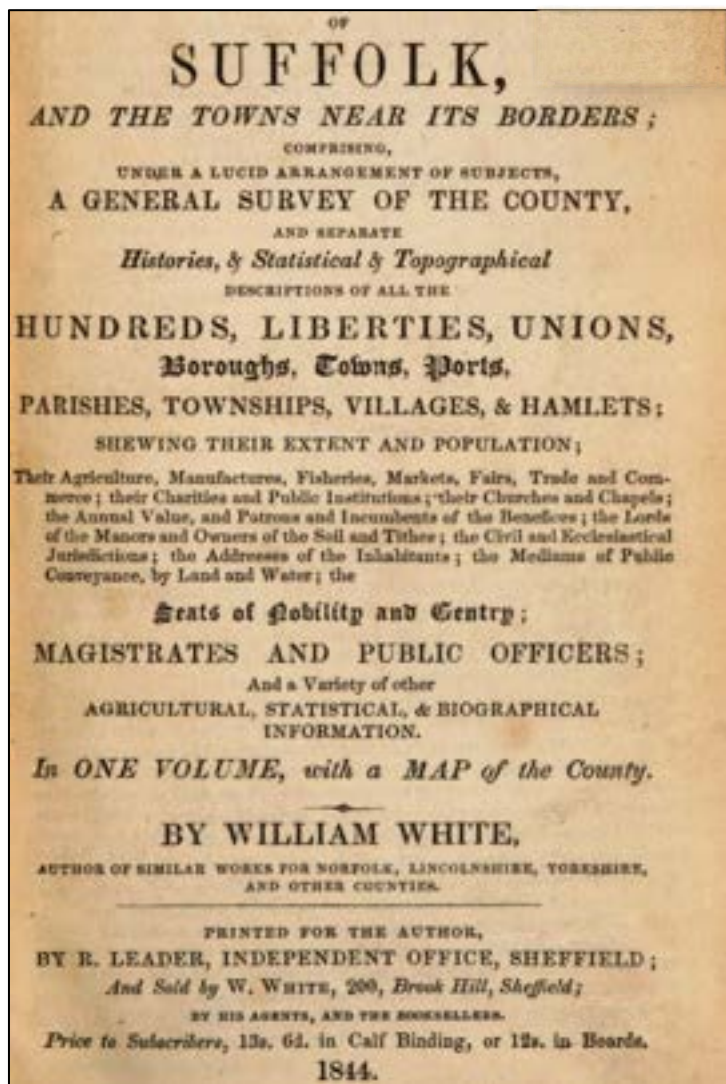 OF
SUFFOLK,
AND THE TOWNS NEAR ITS BORDERS;
COMPRISING,
UNDER A LUCID ARRANGEMENT OF SUBJECTS,
A GENERAL SURVEY OF THE COUNTY,
AND SEPARATE
Histories, & Statistical & Topographical
DESCRIPTIONS OF ALL THE
HUNDREDS, LIBERTIES, UNIONS,
Boroughs, Towns, Ports,
PARISHES, TOWNSHIPS, VILLAGES, & HAMLETS;
SHEWING THEIR EXTENT AND POPULATION;
Their Agriculture, Manufactures, Fisheries, Markets, Fairs, Trade and Com-
merce; their Charities and Public Institutions; their Churches and Chapels;
the Annual Value, and Patrons and Incumbents of the Benefices; the Lords
of the Manors and Owners of the Soil and Tithes; the Civil and Ecclesiastical
Jurisdictions; the Addresses of the Inhabitants; the Mediums of Public
Conveyance, by Land and Water; the
Seats of Nobility and Gentry;
MAGISTRATES AND PUBLIC OFFICERS;
And a Variety of other
AGRICULTURAL, STATISTICAL, & BIOGRAPHICAL
INFORMATION.
In ONE VOLUME, with a MAP of the County.
BY WILLIAM WHITE,
AUTHOR OF SIMILAR WORKS FOR NORFOLK, LINCOLNSHIRE, YORKSHIRE,
AND OTHER COUNTIES.
PRINTED FOR THE AUTHOR,
BY R. LEADER, INDEPENDENT OFFICE, SHEFFIELD;
And Sold by W. WHITE, 200, Brook Hill, Sheffield;
BY HIS AGENTS, AND THE BOOKSELLERS.
Price to Subscribers, 13s. 6d. in Calf Binding, or 12s. in Boards.
1844.